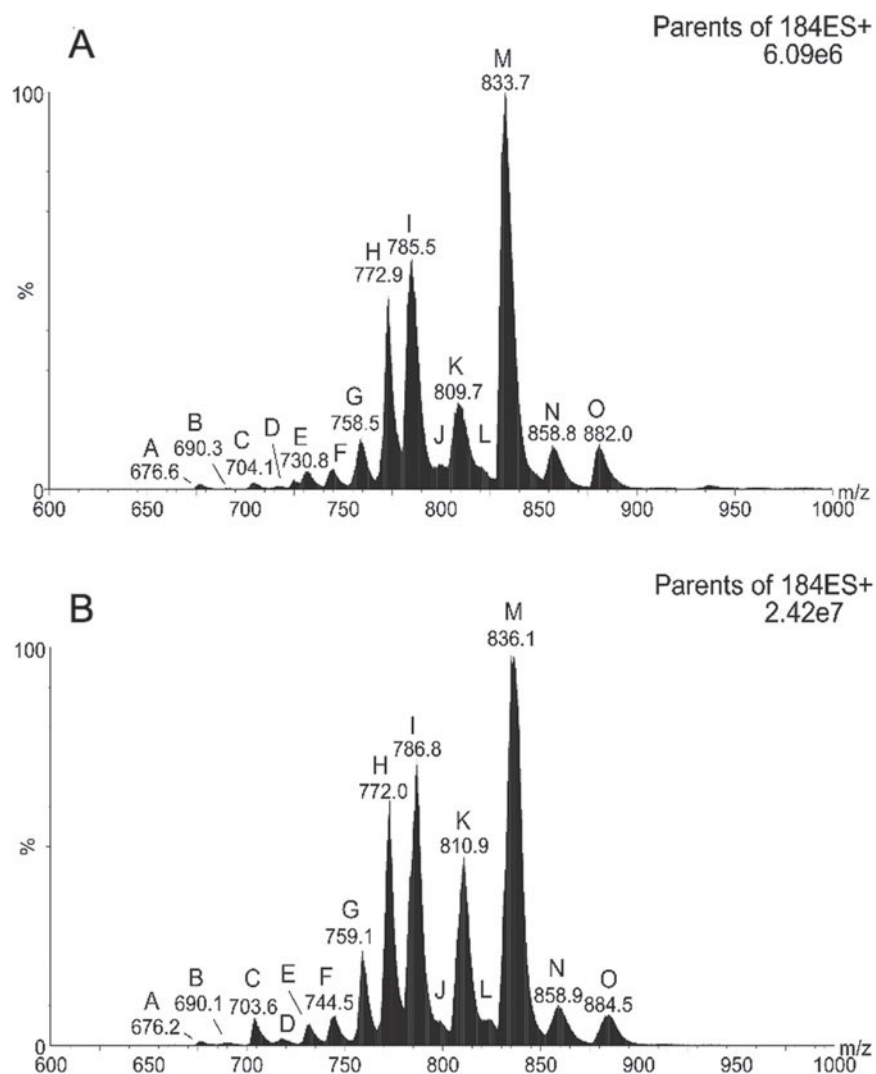 A
Parents of 184ES+
6.09e6
M
833.7
100
I
785.5
H
772.9
%
K
809.7
G
758.5
J
L
N
858.8
O
882.0
F
E
730.8
D
C
704.1
B
690.3
A
676.6
0
600 650 700 750 800 850 900 950 1000 m/z
B
Parents of 184ES+
2.42e7
M
836.1
100
I
786.8
H
772.0
K
810.9
%
G
759.1
J
L
N
858.9
O
884.5
F
744.5
E
D
C
703.6
B
690.1
A
676.2
0
600 650 700 750 800 850 900 950 1000 m/z